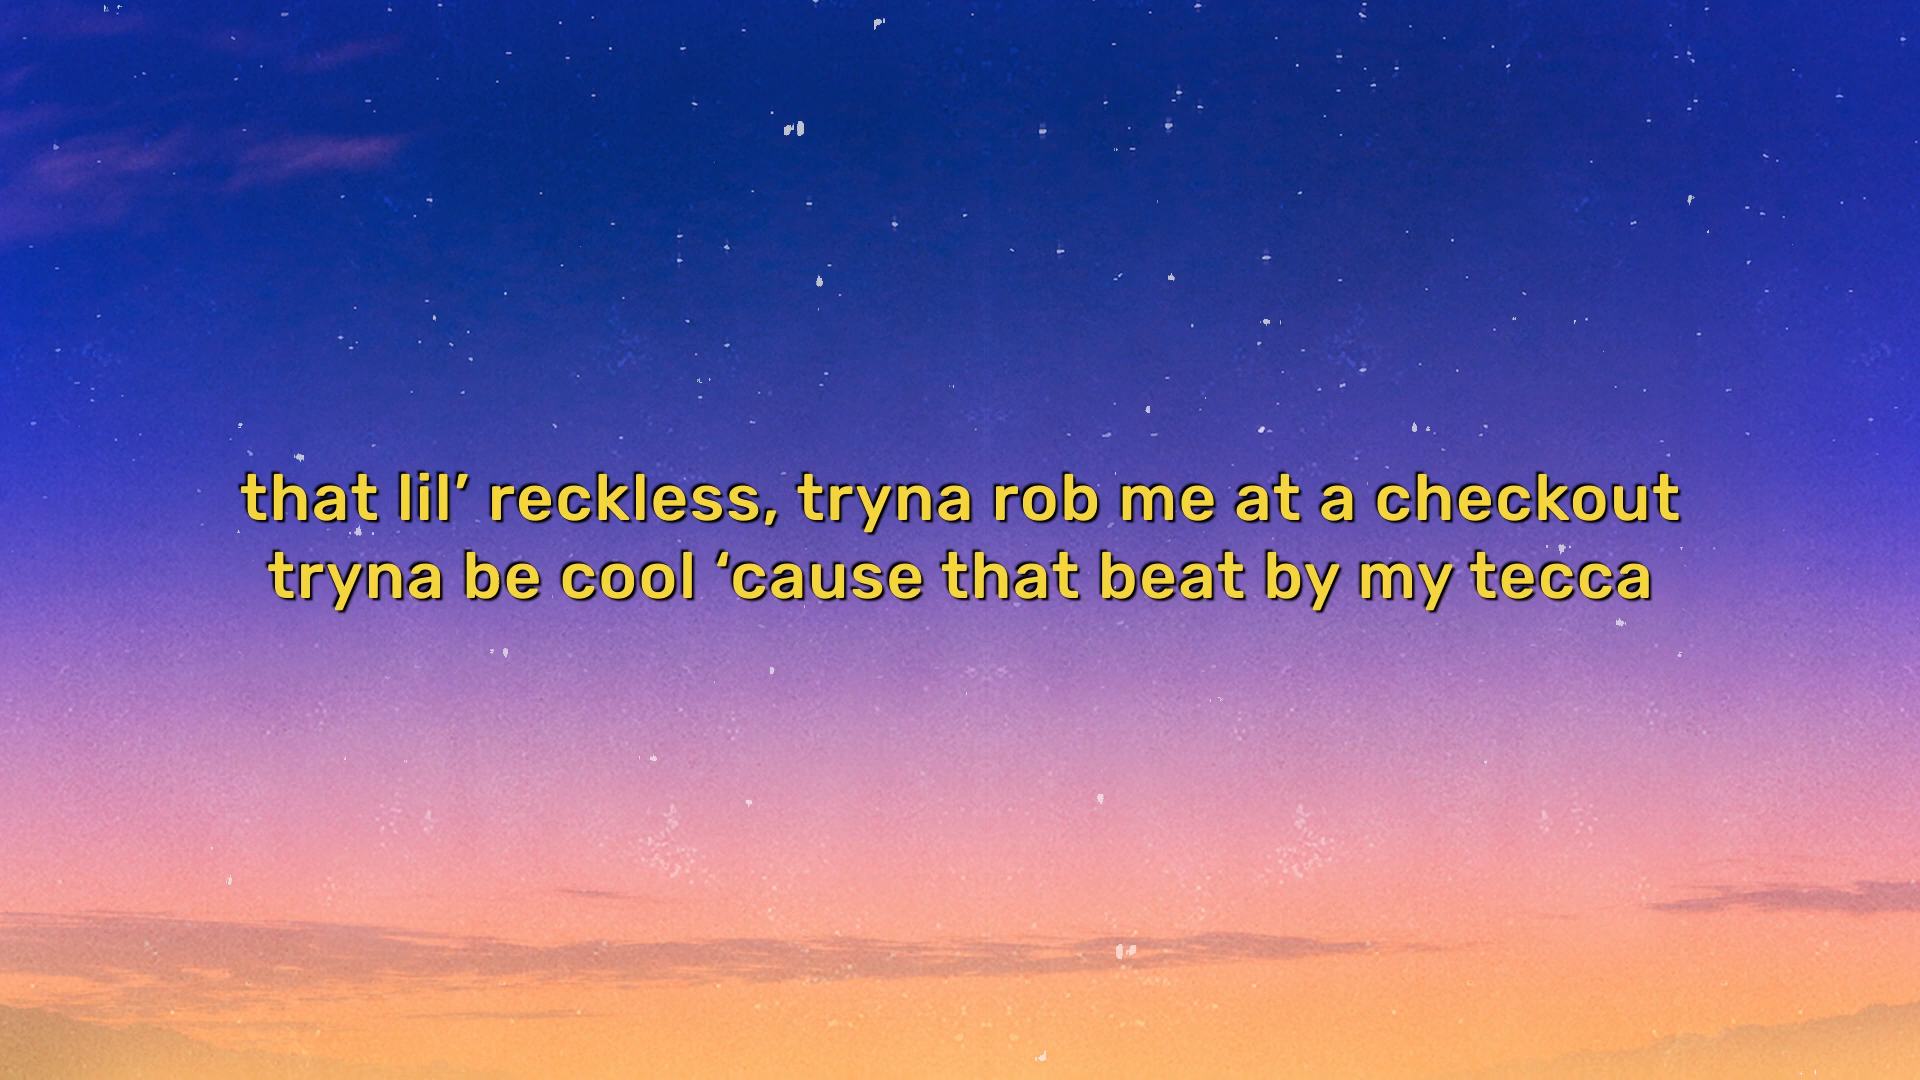 that lil’ reckless, tryna rob me at a checkout
tryna be cool ‘cause that beat by my tecca